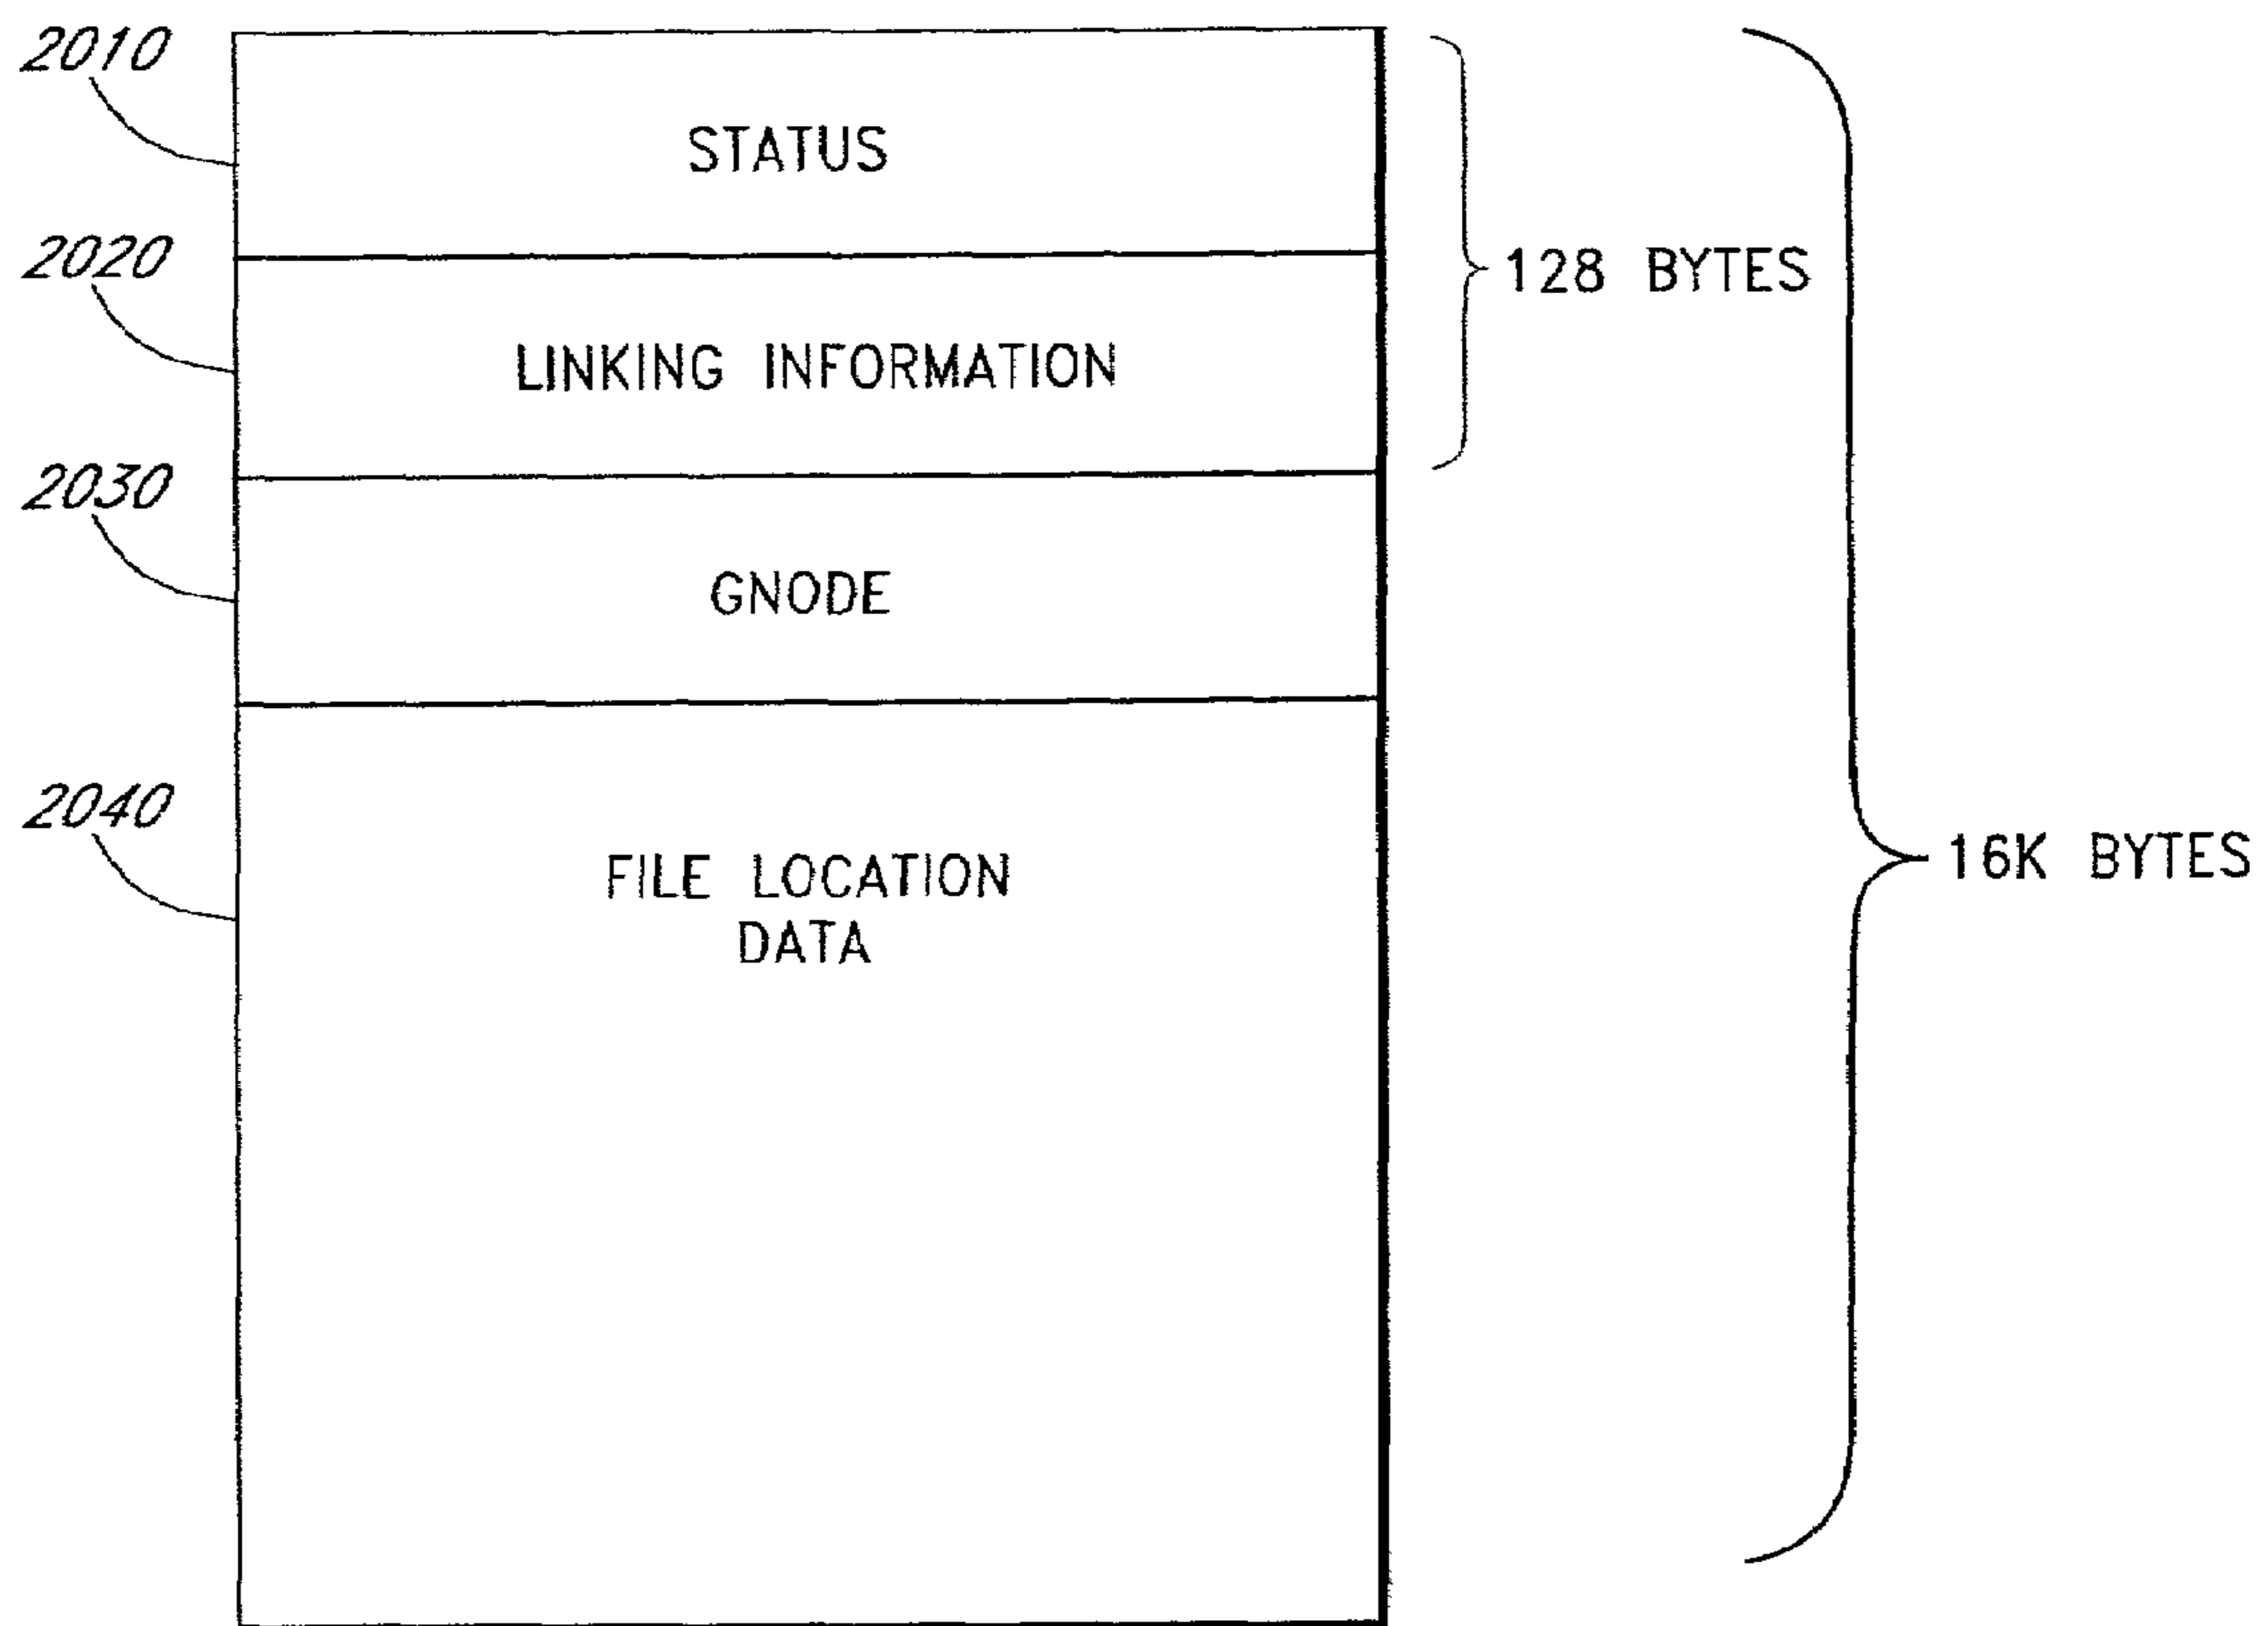 2010
STATUS
2020
128 BYTES
LINKING INFORMATION
2030
GNODE
2040
FILE LOCATION
DATA
16K BYTES